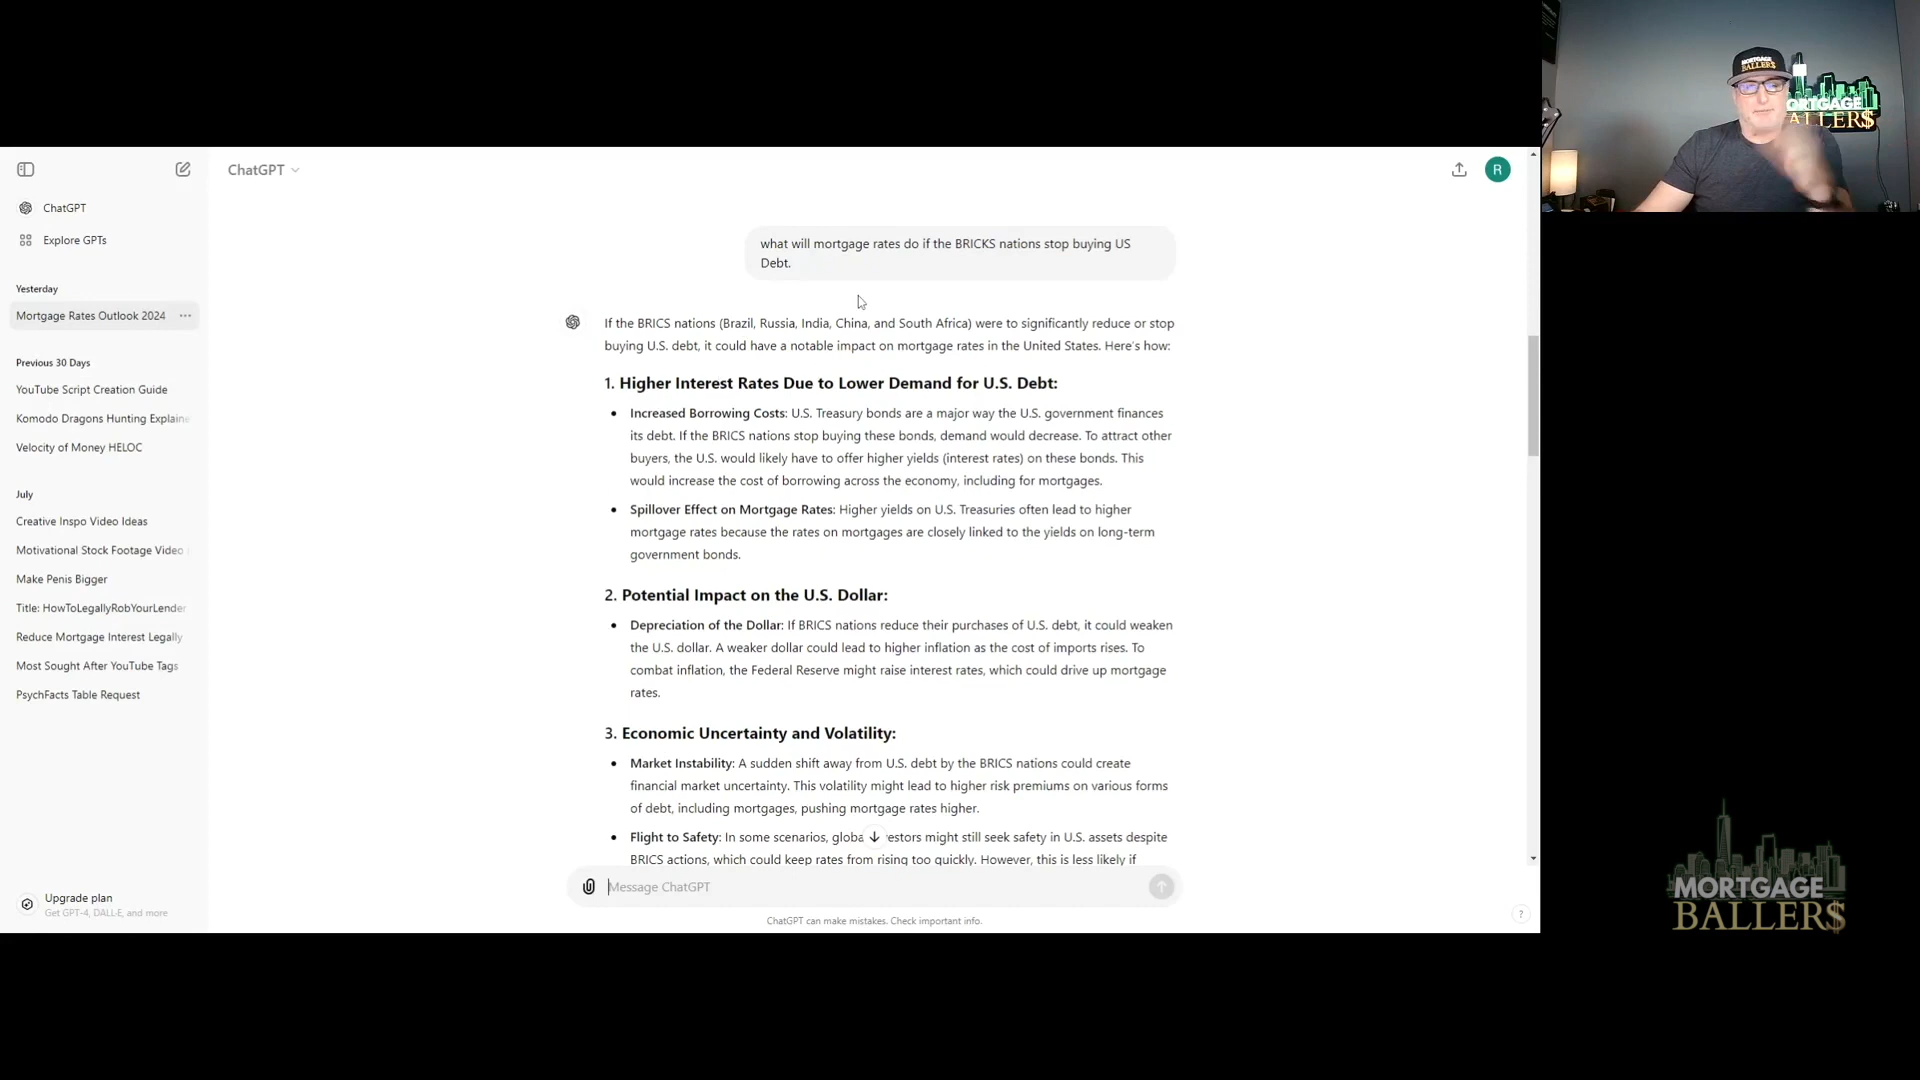 MORTGAGE
BALLERS
ORTGAGE
ALLER$
ChatGPT
R
ChatGPT
Explore GPTs
Yesterday
Mortgage Rates Outlook 2024 ···
Previous 30 Days
YouTube Script Creation Guide
Komodo Dragons Hunting Explaine
Velocity of Money HELOC
July
Creative Inspo Video Ideas
Motivational Stock Footage Video
Make Penis Bigger
Title: HowToLegallyRobYourLender
Reduce Mortgage Interest Legally
Most Sought After YouTube Tags
PsychFacts Table Request
Upgrade plan
Get GPT-4, DALL·E, and more
what will mortgage rates do if the BRICKS nations stop buying US
Debt.
If the BRICS nations (Brazil, Russia, India, China, and South Africa) were to significantly reduce or stop
buying U.S. debt, it could have a notable impact on mortgage rates in the United States. Here's how:
1. Higher Interest Rates Due to Lower Demand for U.S. Debt:
• Increased Borrowing Costs: U.S. Treasury bonds are a major way the U.S. government finances
its debt. If the BRICS nations stop buying these bonds, demand would decrease. To attract other
buyers, the U.S. would likely have to offer higher yields (interest rates) on these bonds. This
would increase the cost of borrowing across the economy, including for mortgages.
• Spillover Effect on Mortgage Rates: Higher yields on U.S. Treasuries often lead to higher
mortgage rates because the rates on mortgages are closely linked to the yields on long-term
government bonds.
2. Potential Impact on the U.S. Dollar:
• Depreciation of the Dollar: If BRICS nations reduce their purchases of U.S. debt, it could weaken
the U.S. dollar. A weaker dollar could lead to higher inflation as the cost of imports rises. To
combat inflation, the Federal Reserve might raise interest rates, which could drive up mortgage
rates.
3. Economic Uncertainty and Volatility:
• Market Instability: A sudden shift away from U.S. debt by the BRICS nations could create
financial market uncertainty. This volatility might lead to higher risk premiums on various forms
of debt, including mortgages, pushing mortgage rates higher.
• Flight to Safety: In some scenarios, globa estors might still seek safety in U.S. assets despite
BRICS actions, which could keep rates from rising too quickly. However, this is less likely if
Message ChatGPT
ChatGPT can make mistakes. Check important info.
?
MORTGAGE
BALLER$